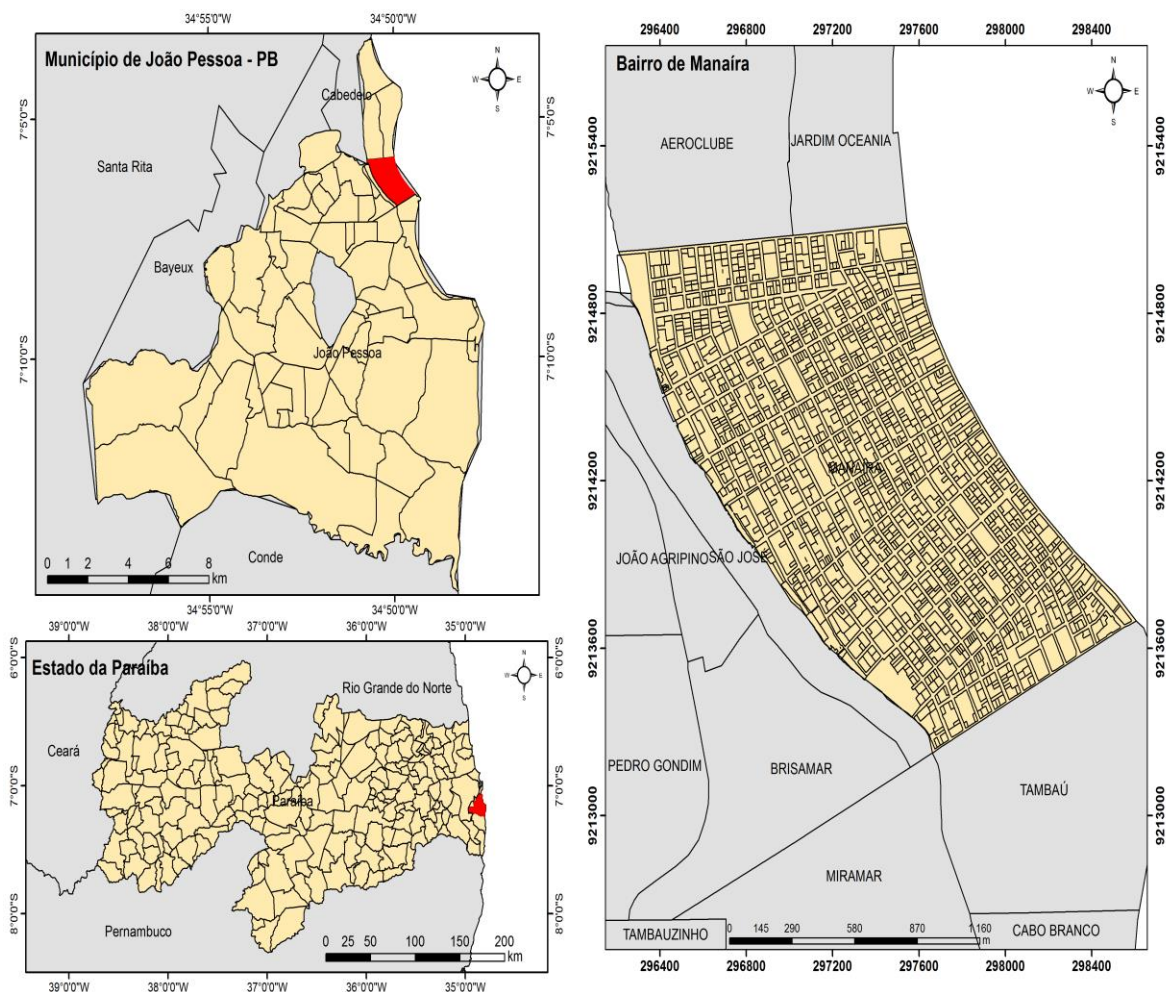 34°55'0"W 34°50'0"W
Município de João Pessoa - PB
N
W E
S
Cabedelo
7°5'0"S 7°5'0"S
Santa Rita
Bayeux
João Pessoa
7°10'0"S 7°10'0"S
Conde
0 1 2 4 6 8
km
34°55'0"W 34°50'0"W
39°0'0"W 38°0'0"W 37°0'0"W 36°0'0"W 35°0'0"W
6°0'0"S 6°0'0"S
Estado da Paraíba
N
W E
S
Rio Grande do Norte
Ceará
7°0'0"S 7°0'0"S
Paraíba
8°0'0"S 8°0'0"S
Pernambuco
0 25 50 100 150 200
km
39°0'0"W 38°0'0"W 37°0'0"W 36°0'0"W 35°0'0"W
296400 296800 297200 297600 298000 298400
Bairro de Manaíra
N
W E
S
9215400 9215400
AEROCLUBE JARDIM OCEANIA
9214800 9214800
MANAÍRA
9214200 9214200
JOÃO AGRIPINO SÃO JOSÉ
9213600 9213600
PEDRO GONDIM BRISAMAR TAMBAÚ
9213000 9213000
MIRAMAR
TAMBAUZINHO CABO BRANCO
0 145 290 580 870 1.160
m
296400 296800 297200 297600 298000 298400